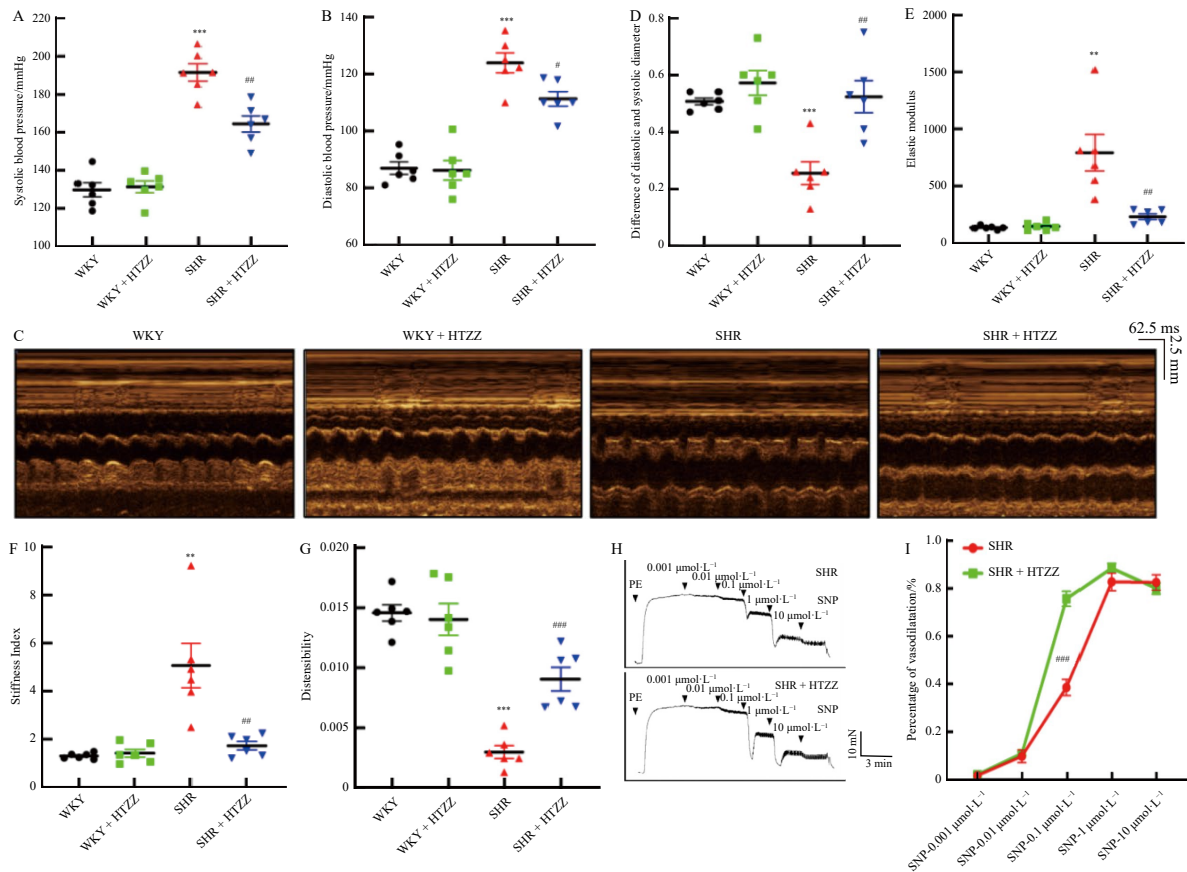 A
Systolic blood pressure/mmHg
220
200
180
160
140
120
100
***
##
WKY
WKY + HTZZ
SHR
SHR + HTZZ
B
Diastolic blood pressure/mmHg
140
120
100
80
60
***
#
WKY
WKY + HTZZ
SHR
SHR + HTZZ
D
Difference of diastolic and systolic diameter
0.8
0.6
0.4
0.2
0
***
##
WKY
WKY + HTZZ
SHR
SHR + HTZZ
E
Elastic modulus
2000
1500
1000
500
0
**
##
WKY
WKY + HTZZ
SHR
SHR + HTZZ
C
WKY
WKY + HTZZ
SHR
SHR + HTZZ
62.5 ms
2.5 mm
F
Stiffness Index
10
8
6
4
2
0
**
##
WKY
WKY + HTZZ
SHR
SHR + HTZZ
G
Distensibility
0.020
0.015
0.010
0.005
0
***
###
WKY
WKY + HTZZ
SHR
SHR + HTZZ
H
PE
0.001 μmol·L⁻¹
0.01 μmol·L⁻¹
0.1 μmol·L⁻¹
1 μmol·L⁻¹
10 μmol·L⁻¹
SHR
SNP
PE
0.001 μmol·L⁻¹
0.01 μmol·L⁻¹
0.1 μmol·L⁻¹
1 μmol·L⁻¹
10 μmol·L⁻¹
SHR + HTZZ
SNP
10 mN
3 min
I
Percentatge of vasodilatation/%
1.0
0.8
0.6
0.4
0.2
0
SHR
SHR + HTZZ
###
SNP-0.001 μmol·L⁻¹
SNP-0.01 μmol·L⁻¹
SNP-0.1 μmol·L⁻¹
SNP-1 μmol·L⁻¹
SNP-10 μmol·L⁻¹